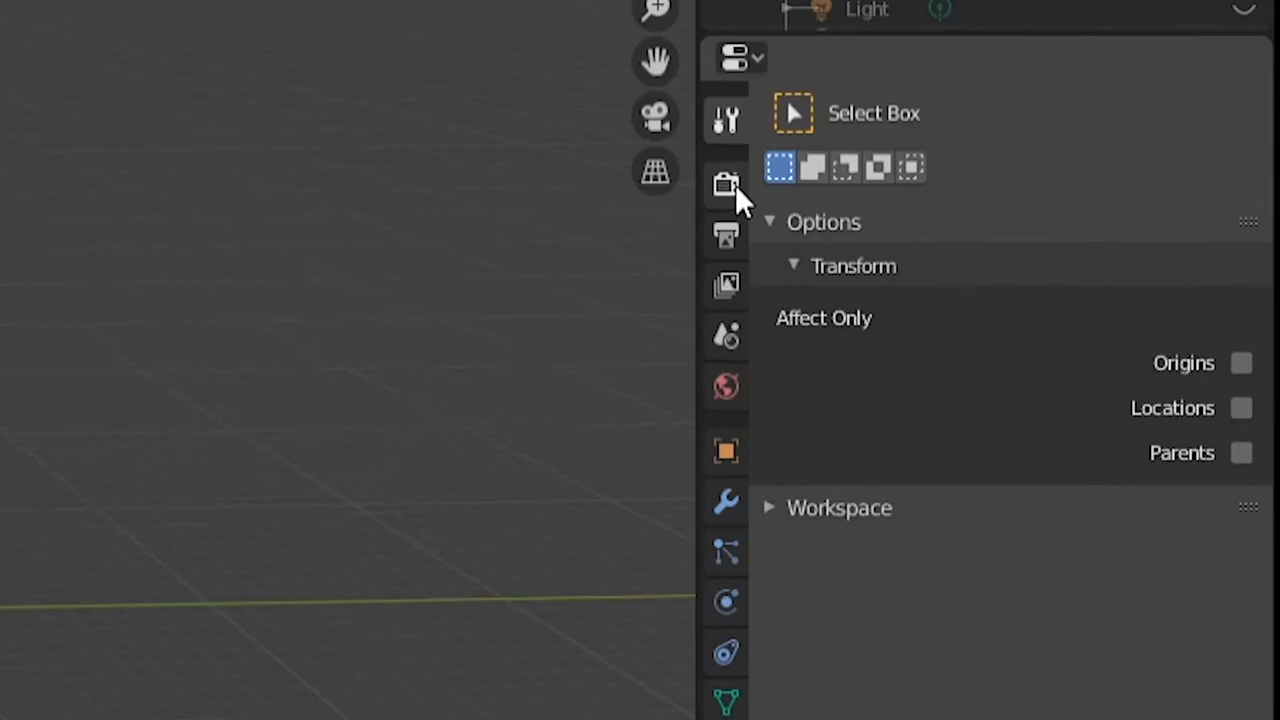 Light
Select Box
Options
Transform
Affect Only
Origins
Locations
Parents
Workspace